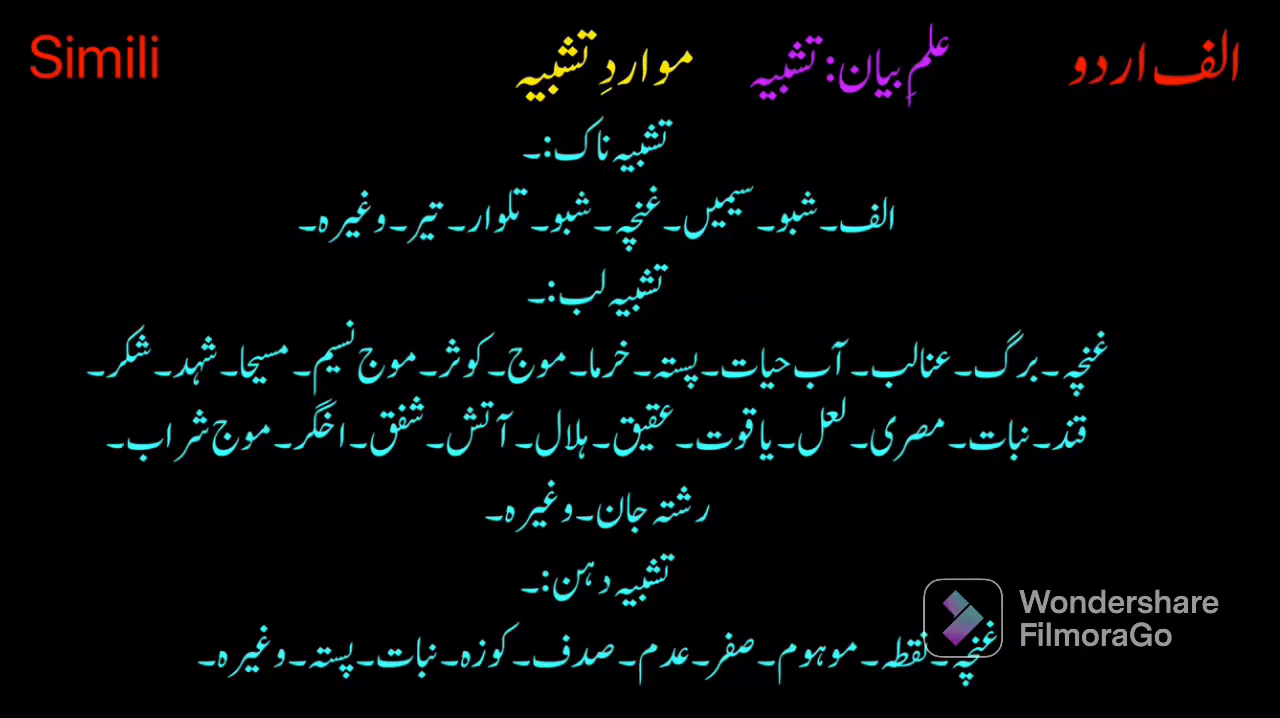 الف اردو علمِ بیان: تشبیہ مواردِ تشبیہ Simili
تشبیہ ناک:۔
الف۔ شبو۔ سیمیں۔ غنچہ۔ شبو۔ تلوار۔ تیر۔ وغیرہ۔
تشبیہ لب:۔
غنچہ۔ برگ۔ عنالب۔ آب حیات۔ پستہ۔ خرما۔ موج۔ کوثر۔ موج نسیم۔ مسیحا۔ شہد۔ شکر۔
قند۔ نبات۔ مصری۔ لعل۔ یاقوت۔ عقیق۔ ہلال۔ آتش۔ شفق۔ اخگر۔ موج شراب۔
رشتہ جان۔ وغیرہ۔
تشبیہ دہن:۔
غنچہ۔ نقطہ۔ موہوم۔ صفر۔ عدم۔ صدف۔ کوزہ۔ نبات۔ پستہ۔ وغیرہ۔
Wondershare
FilmoraGo